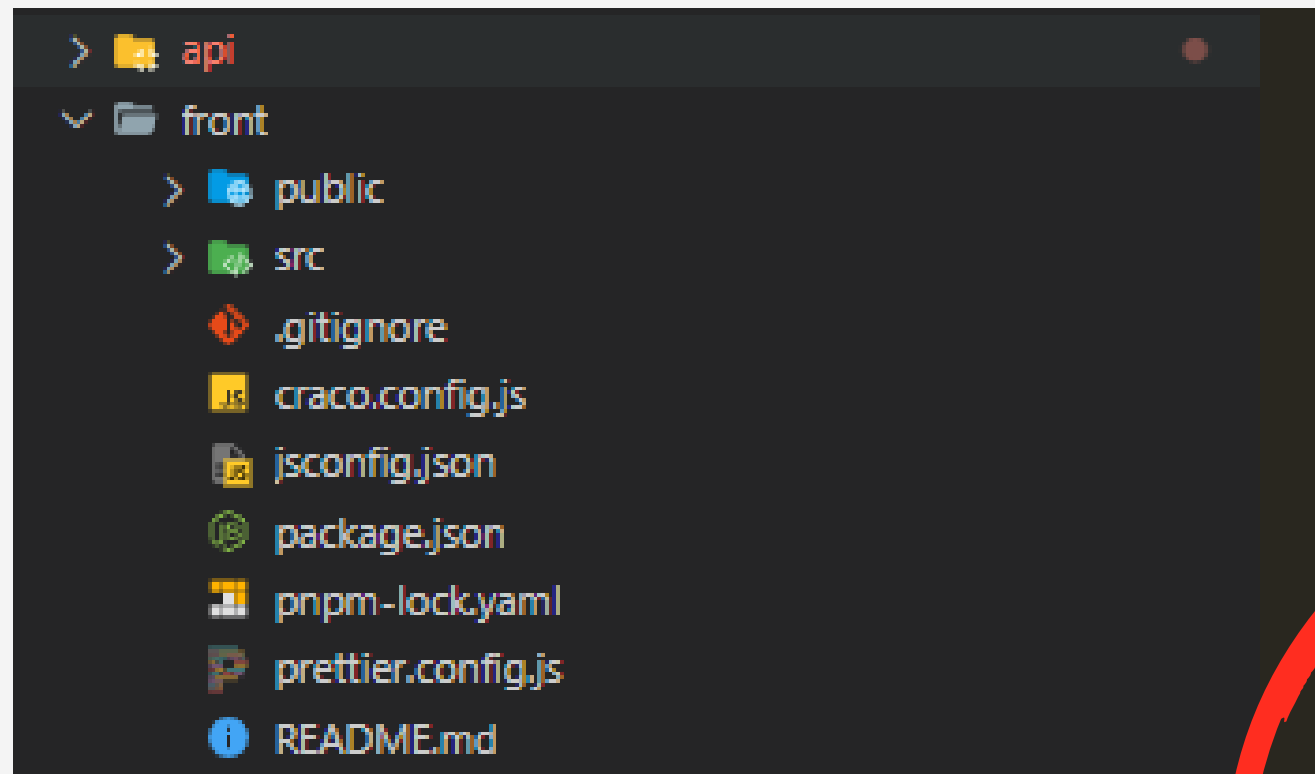 api
front
public
src
.gitignore
craco.config.js
jsconfig.json
package.json
pnpm-lock.yaml
prettier.config.js
README.md